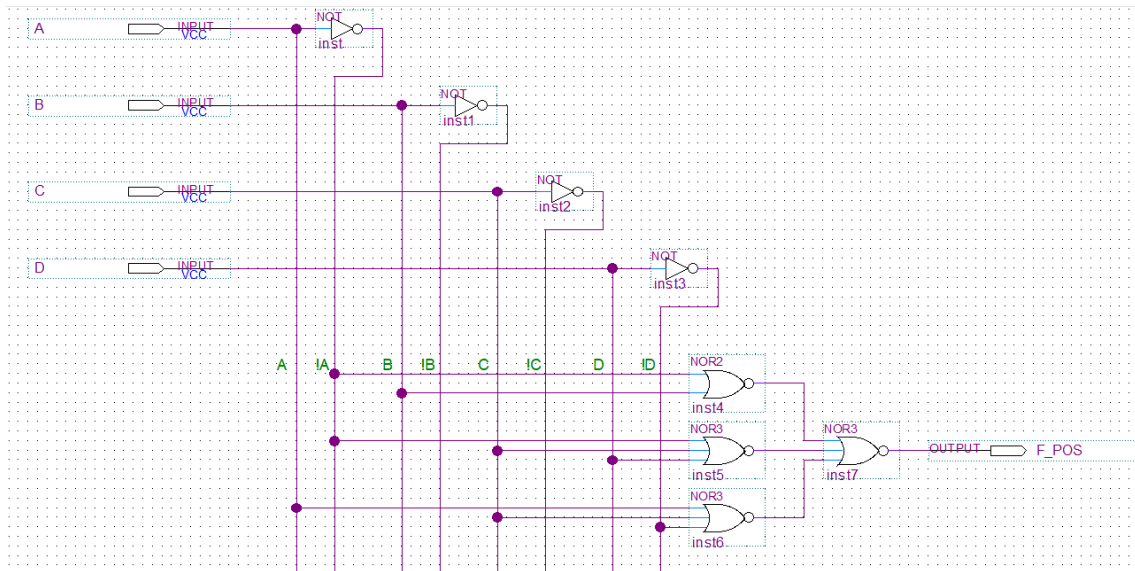 A INPUT VCC NOT inst
B INPUT VCC NOT inst1
C INPUT VCC NOT inst2
D INPUT VCC NOT inst3
A !A B !B C !C D !D
NOR2
inst4
NOR3
inst5
NOR3
inst6
NOR3
inst7
OUTPUT F_POS